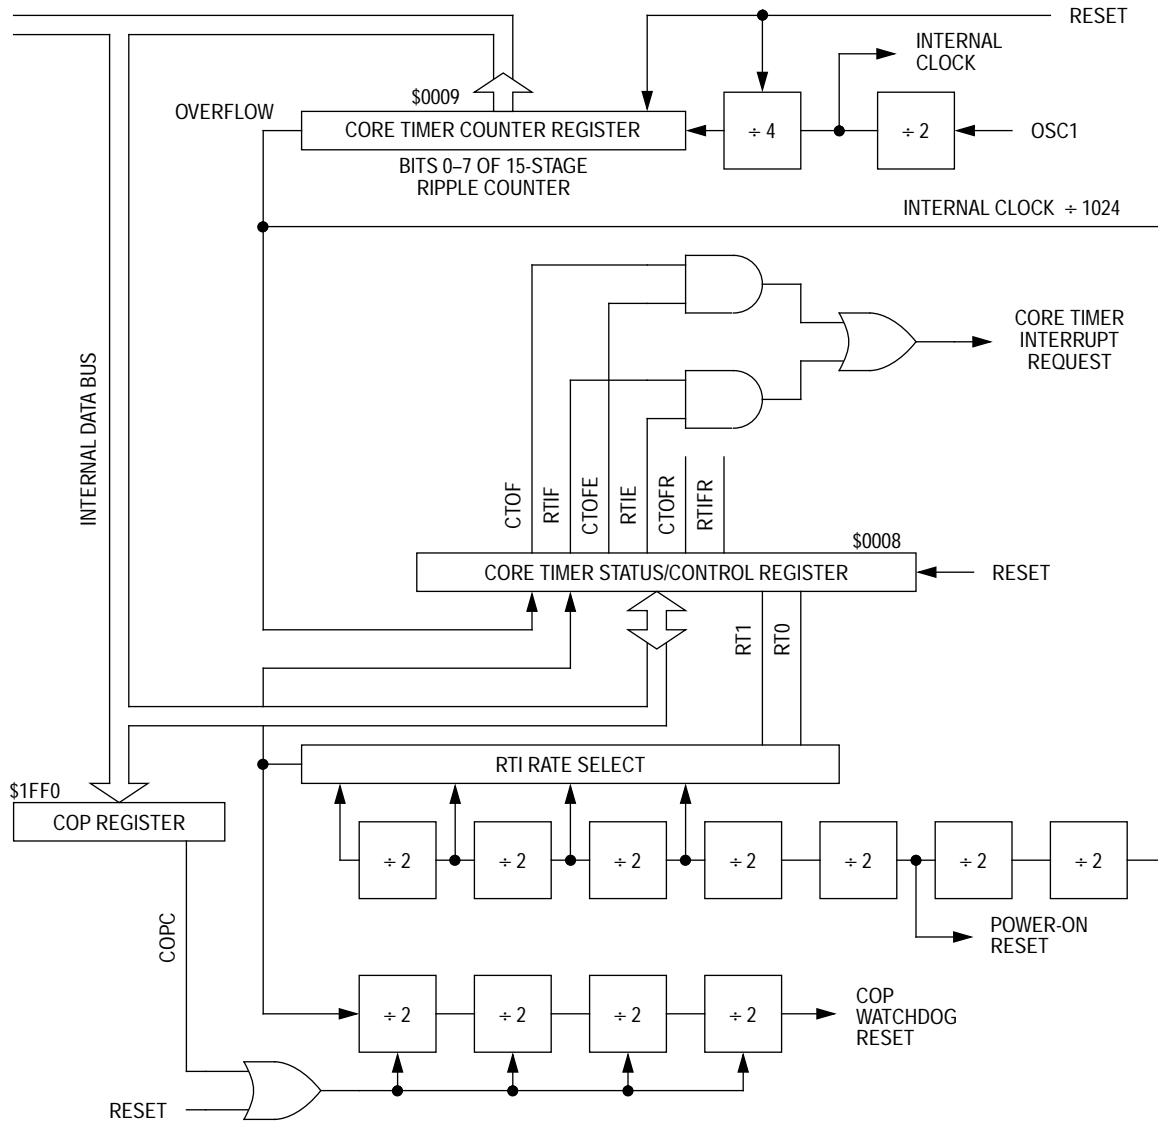 RESET
INTERNAL
CLOCK
$0009
OVERFLOW
CORE TIMER COUNTER REGISTER
÷ 4
÷ 2
OSC1
BITS 0–7 OF 15-STAGE
RIPPLE COUNTER
INTERNAL CLOCK ÷ 1024
CORE TIMER
INTERRUPT
REQUEST
INTERNAL DATA BUS
CTOF
RTIF
CTOFE
RTIE
CTOFR
RTIFR
$0008
CORE TIMER STATUS/CONTROL REGISTER
RESET
RT1
RT0
RTI RATE SELECT
$1FF0
COP REGISTER
÷ 2
÷ 2
÷ 2
÷ 2
÷ 2
÷ 2
÷ 2
POWER-ON
RESET
COPC
÷ 2
÷ 2
÷ 2
÷ 2
COP
WATCHDOG
RESET
RESET